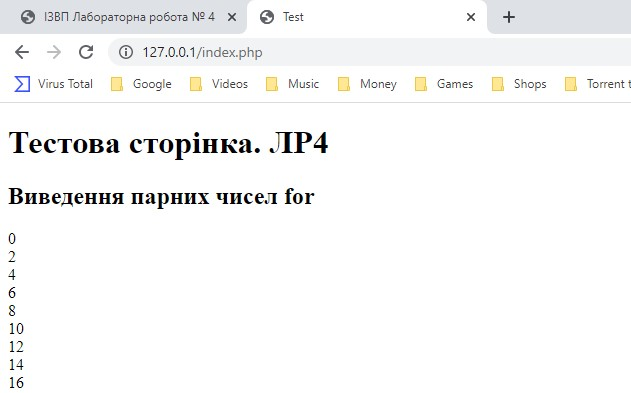 ІЗВП Лабораторна робота № 4
Test
127.0.0.1/index.php
Virus Total Google Videos Music Money Games Shops Torrent t
Тестова сторінка. ЛР4
Виведення парних чисел for
0
2
4
6
8
10
12
14
16